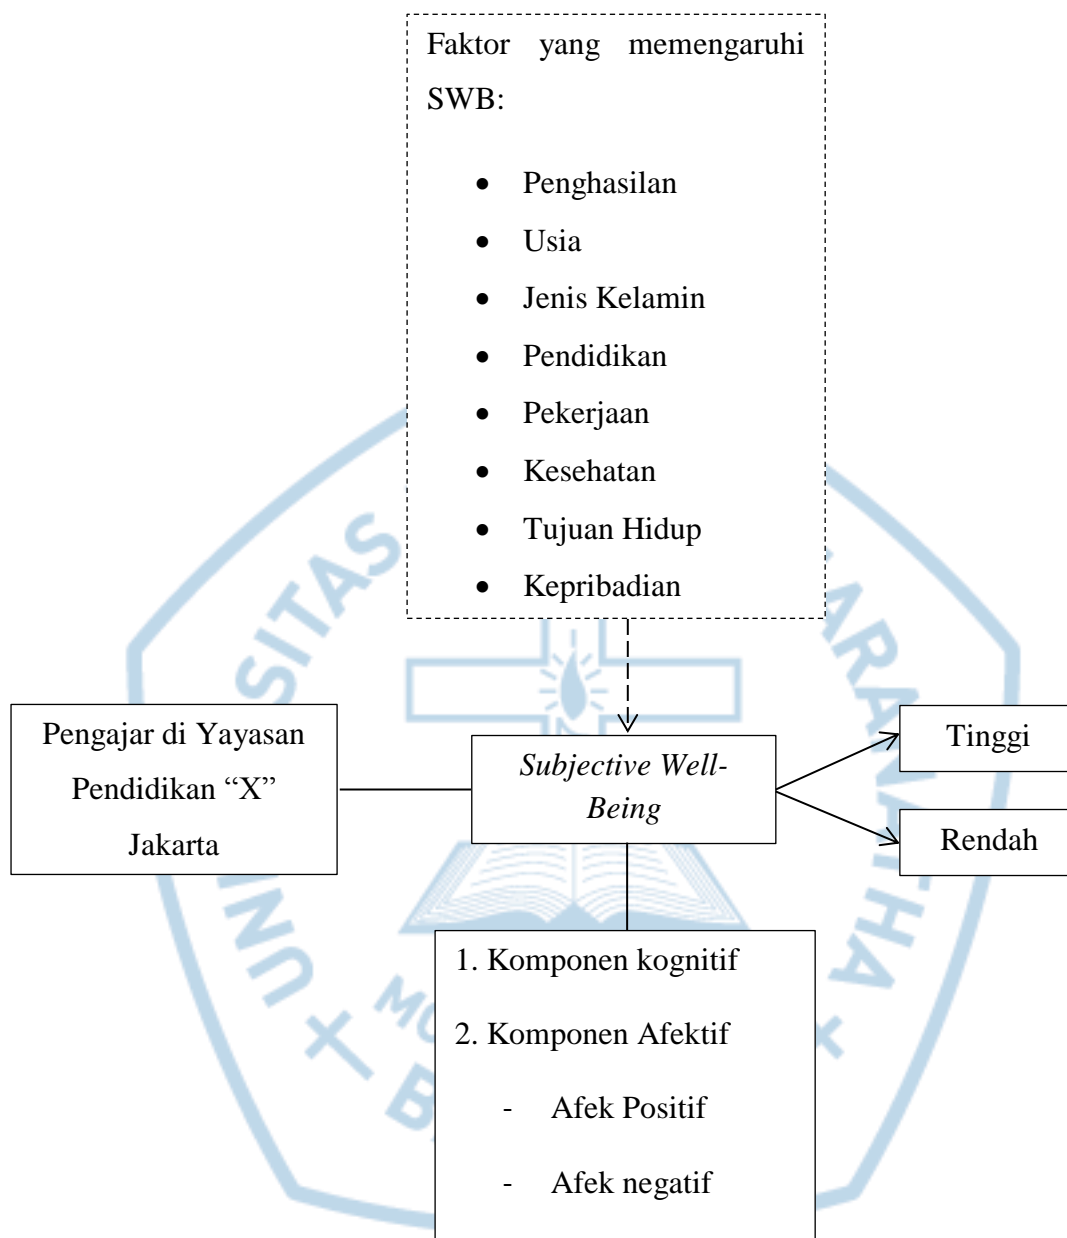 Faktor yang memengaruhi
SWB:
• Penghasilan
• Usia
• Jenis Kelamin
• Pendidikan
• Pekerjaan
• Kesehatan
• Tujuan Hidup
• Kepribadian
Pengajar di Yayasan
Pendidikan “X”
Jakarta
Subjective Well-
Being
Tinggi
Rendah
1. Komponen kognitif
2. Komponen Afektif
- Afek Positif
- Afek negatif